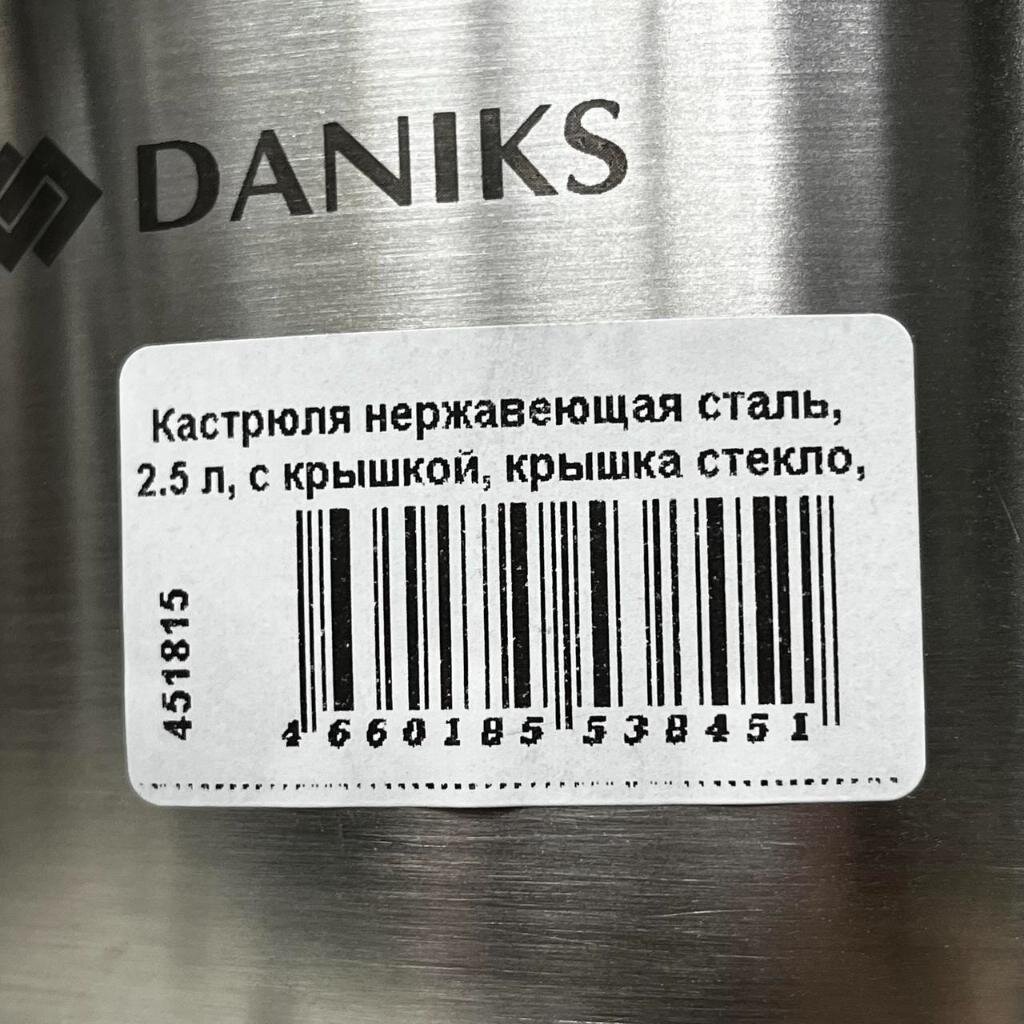 DANIKS
Кастрюля нержавеющая сталь,
2.5 л, с крышкой, крышка стекло,
451815
4 660185 538451